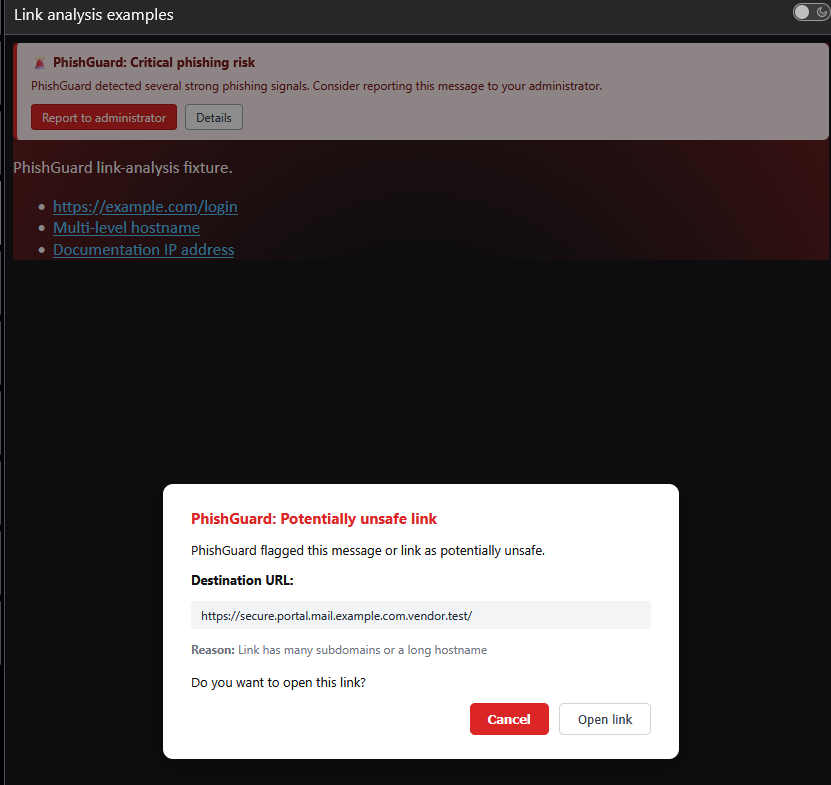 Link analysis examples
PhishGuard: Critical phishing risk
PhishGuard detected several strong phishing signals. Consider reporting this message to your administrator.
Report to administrator
Details
PhishGuard link-analysis fixture.
https://example.com/login
Multi-level hostname
Documentation IP address
PhishGuard: Potentially unsafe link
PhishGuard flagged this message or link as potentially unsafe.
Destination URL:
https://secure.portal.mail.example.com.vendor.test/
Reason: Link has many subdomains or a long hostname
Do you want to open this link?
Cancel
Open link